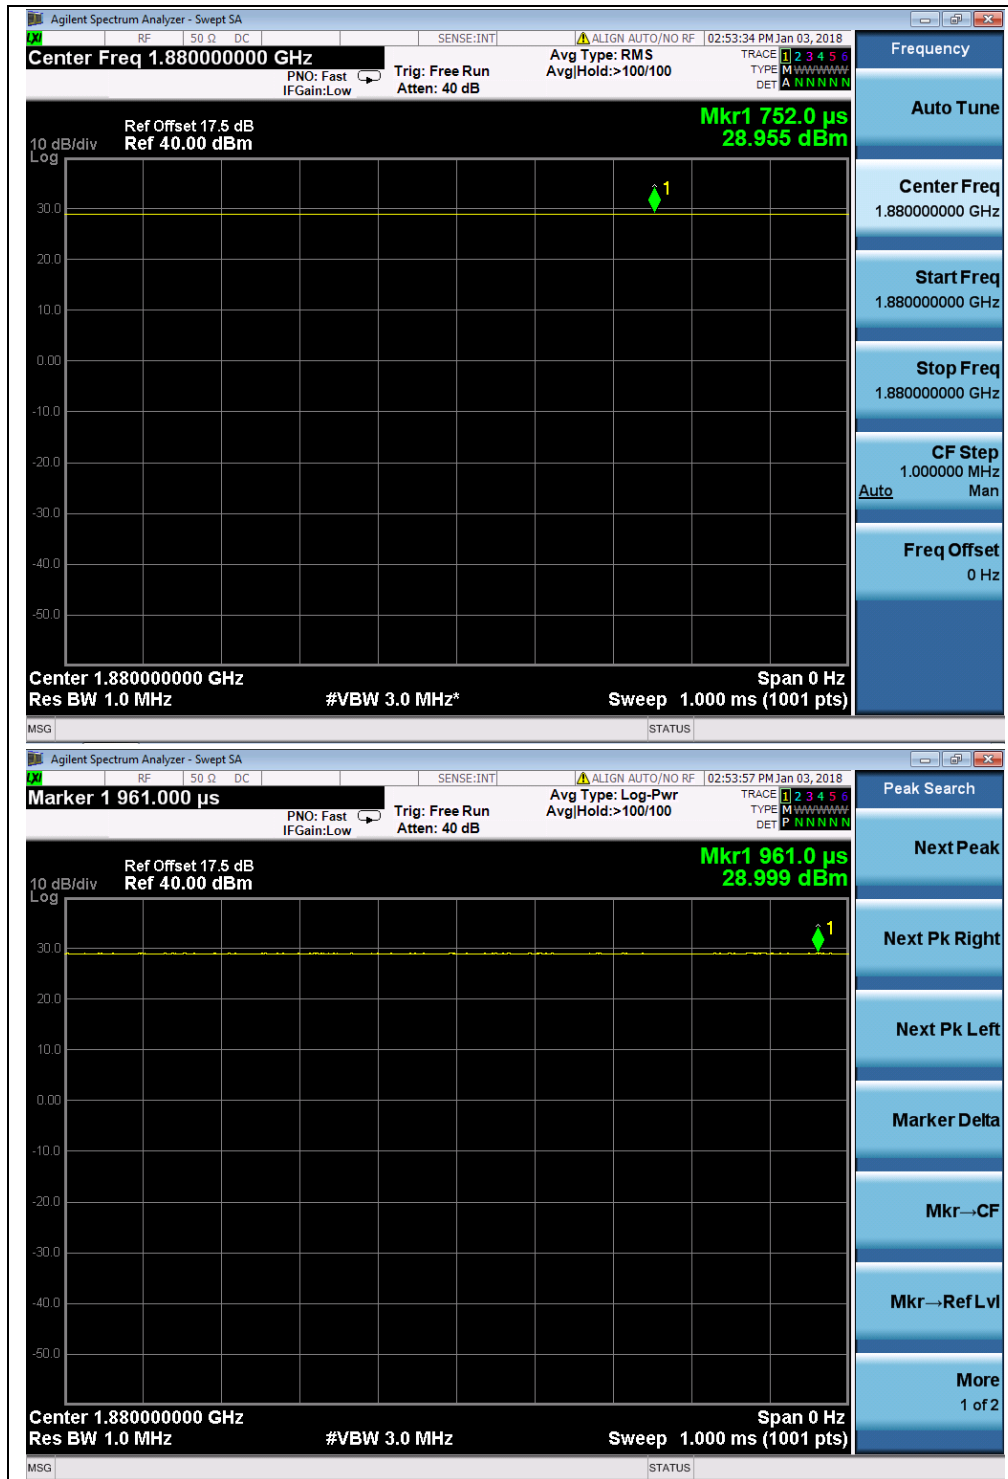 Agilent Spectrum Analyzer - Swept SA
LXI RF 50 Ω DC SENSE:INT ALIGN AUTO/NO RF 02:53:34 PM Jan 03, 2018
Center Freq 1.880000000 GHz
PNO: Fast
IFGain:Low
Trig: Free Run
Atten: 40 dB
Avg Type: RMS
Avg|Hold:>100/100
TRACE 1 2 3 4 5 6
TYPE M WWWWW
DET A N N N N N
Mkr1 752.0 µs
28.955 dBm
Ref Offset 17.5 dB
10 dB/div Ref 40.00 dBm
Log
1
30.0
20.0
10.0
0.00
-10.0
-20.0
-30.0
-40.0
-50.0
Center 1.880000000 GHz Span 0 Hz
Res BW 1.0 MHz #VBW 3.0 MHz* Sweep 1.000 ms (1001 pts)
MSG STATUS
Frequency
Auto Tune
Center Freq
1.880000000 GHz
Start Freq
1.880000000 GHz
Stop Freq
1.880000000 GHz
CF Step
1.000000 MHz
Auto Man
Freq Offset
0 Hz
Agilent Spectrum Analyzer - Swept SA
LXI RF 50 Ω DC SENSE:INT ALIGN AUTO/NO RF 02:53:57 PM Jan 03, 2018
Marker 1 961.000 µs
PNO: Fast
IFGain:Low
Trig: Free Run
Atten: 40 dB
Avg Type: Log-Pwr
Avg|Hold:>100/100
TRACE 1 2 3 4 5 6
TYPE M WWWWW
DET P N N N N N
Mkr1 961.0 µs
28.999 dBm
Ref Offset 17.5 dB
10 dB/div Ref 40.00 dBm
Log
1
30.0
20.0
10.0
0.00
-10.0
-20.0
-30.0
-40.0
-50.0
Center 1.880000000 GHz Span 0 Hz
Res BW 1.0 MHz #VBW 3.0 MHz Sweep 1.000 ms (1001 pts)
MSG STATUS
Peak Search
Next Peak
Next Pk Right
Next Pk Left
Marker Delta
Mkr→CF
Mkr→Ref Lvl
More
1 of 2